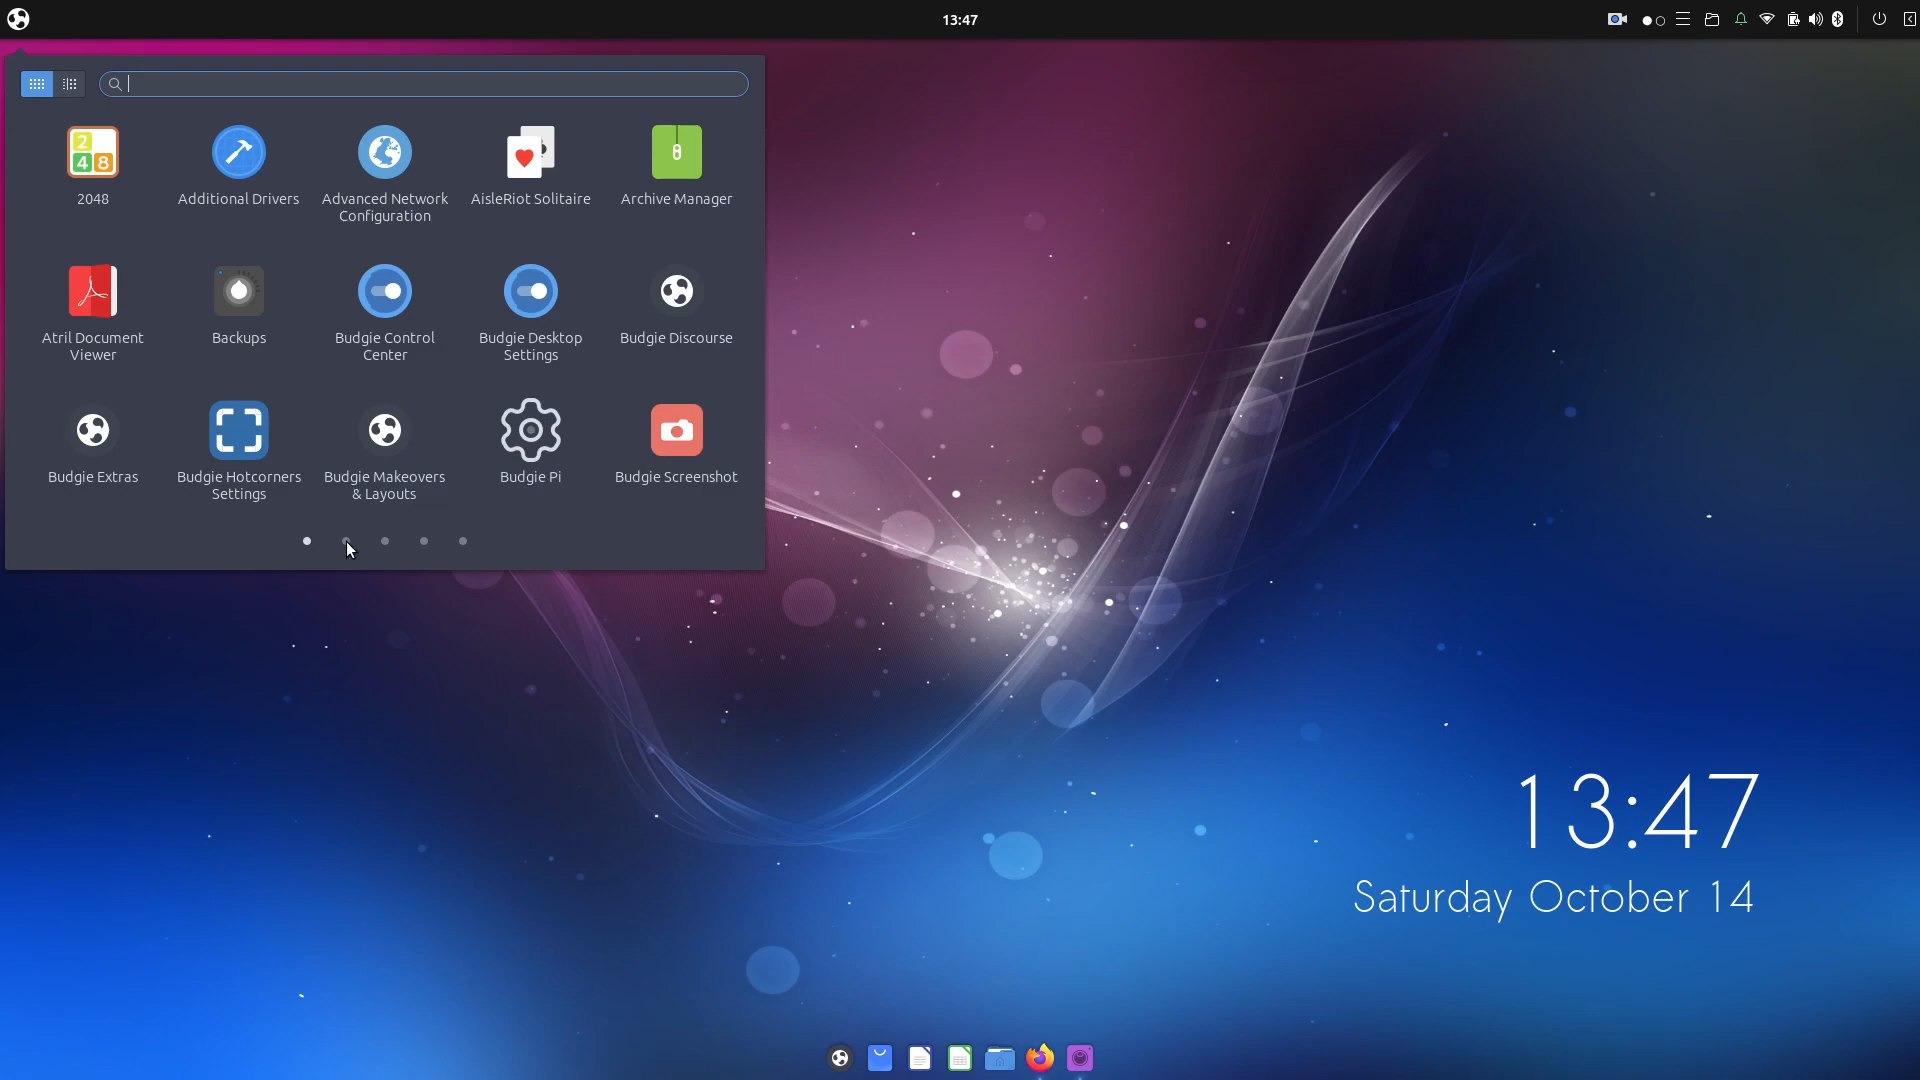 13:47
2048
Additional Drivers
Advanced Network
Configuration
AisleRiot Solitaire
Archive Manager
Atril Document
Viewer
Backups
Budgie Control
Center
Budgie Desktop
Settings
Budgie Discourse
Budgie Extras
Budgie Hotcorners
Settings
Budgie Makeovers
& Layouts
Budgie Pi
Budgie Screenshot
13:47
Saturday October 14